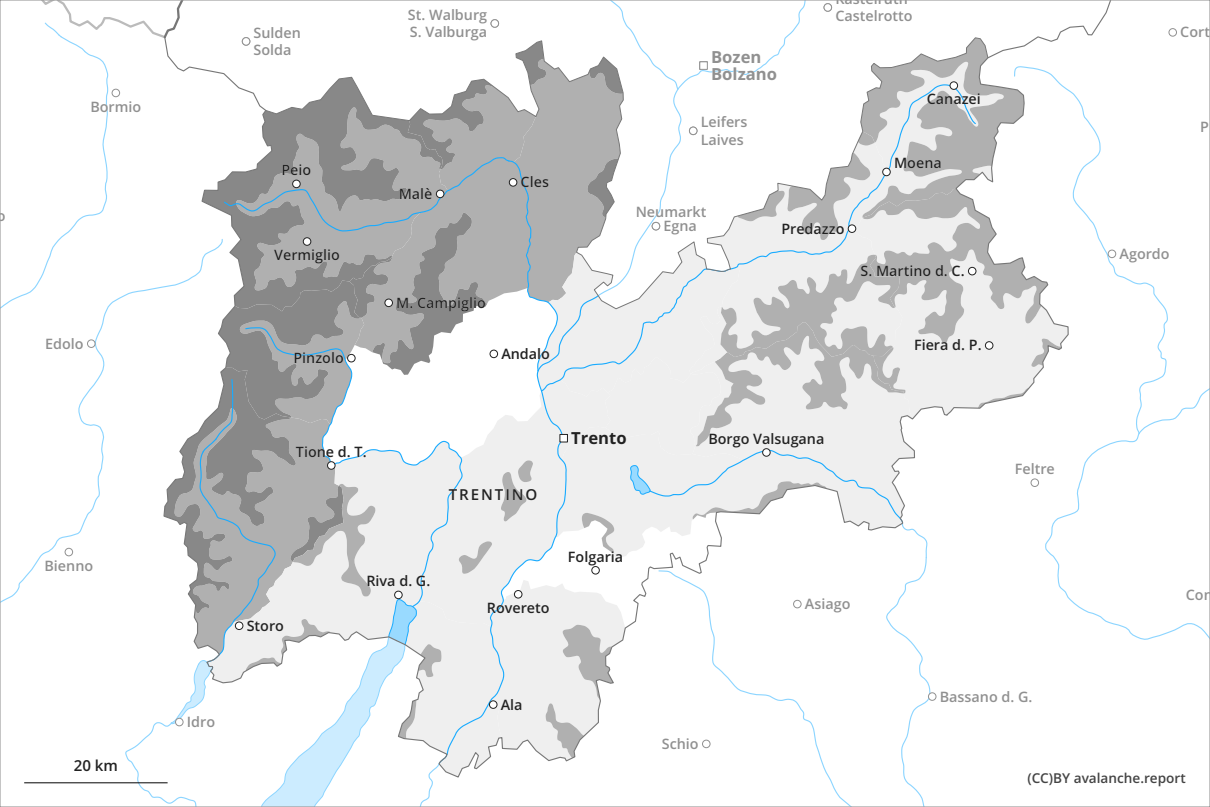 Kastelruth
Castelrotto
St. Walburg
S. Valburga
Sulden
Solda
Cort
Bozen
Bolzano
Bormio
Canazei
Leifers
Laives
P
Moena
Peio
Malè
Cles
Neumarkt
Egna
Predazzo
Vermiglio
Agordo
S. Martino d. C.
M. Campiglio
Edolo
Pinzolo
Andalo
Fiera d. P.
Trento
Borgo Valsugana
Tione d. T.
Feltre
TRENTINO
Bienno
Folgaria
Riva d. G.
Rovereto
Asiago
Cor
Storo
Bassano d. G.
Ala
Idro
Schio
20 km
(CC)BY avalanche.report